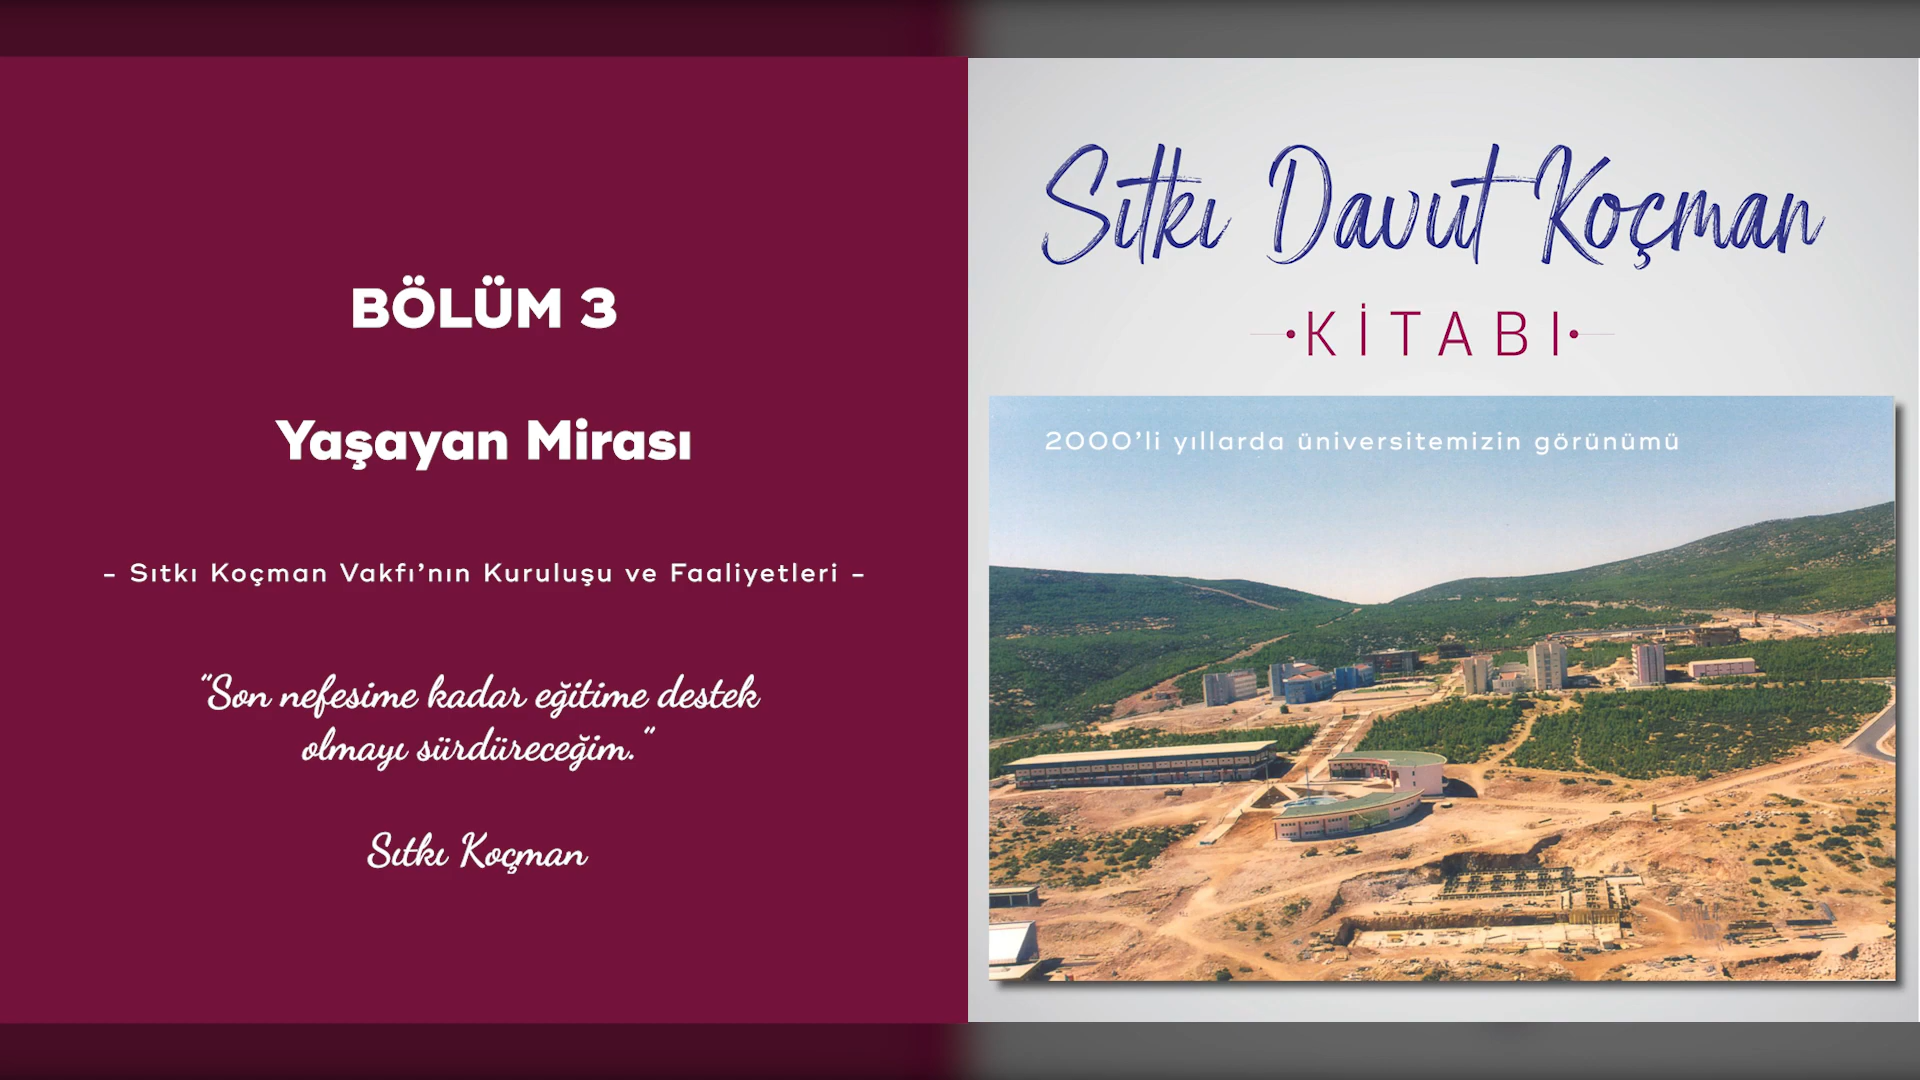 BÖLÜM 3
Yaşayan Mirası
– Sıtkı Koçman Vakfı’nın Kuruluşu ve Faaliyetleri –
“Son nefesime kadar eğitime destek
olmayı sürdüreceğim.”
Sıtkı Koçman
Sıtkı Davut Koçman
•KİTABI•
2000’li yıllarda üniversitemizin görünümü